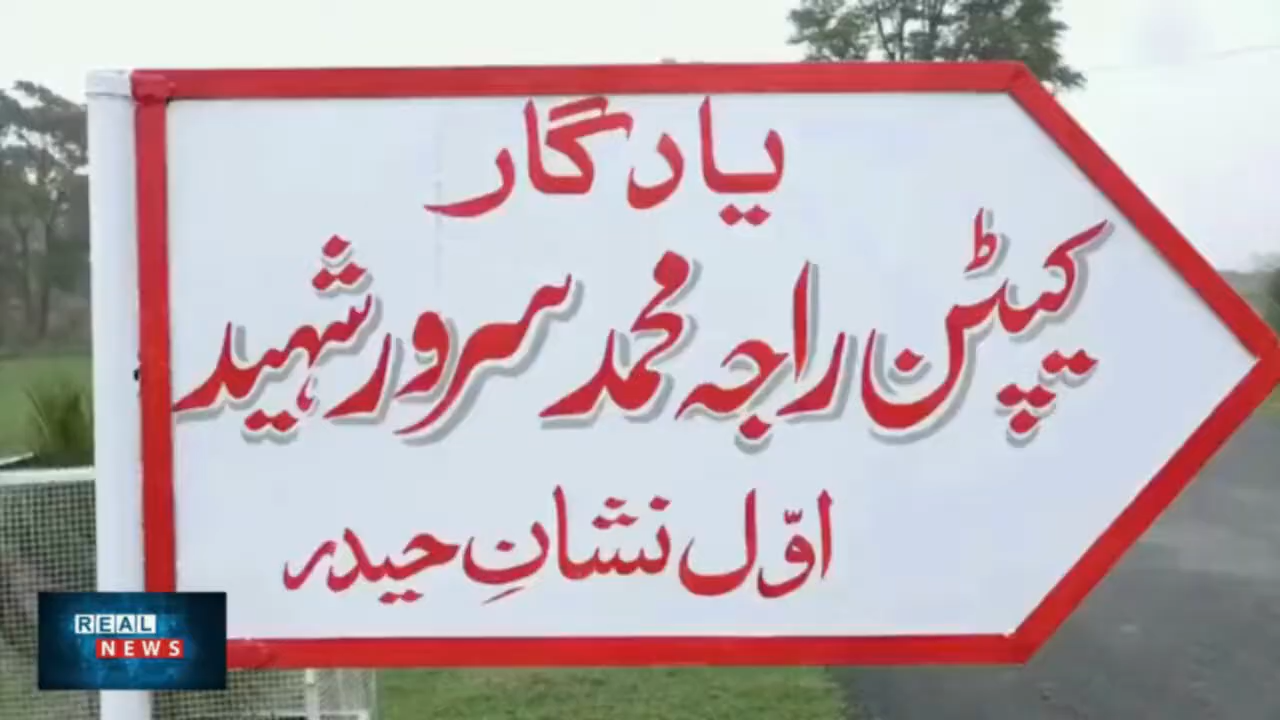 یادگار
کیپٹن راجہ محمد سرور شہید
اوّل نشانِ حیدر
REAL
NEWS